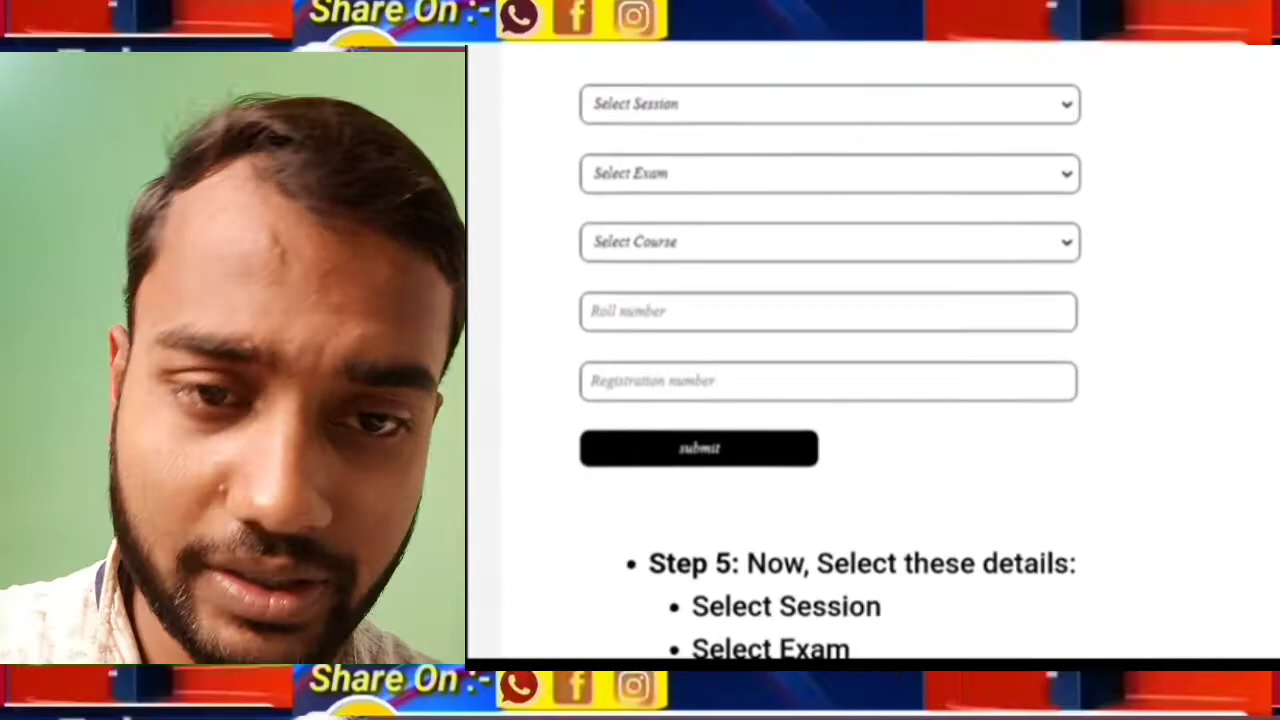 Share On :-
Select Session
Select Exam
Select Course
Roll number
Registration number
submit
• Step 5: Now, Select these details:
• Select Session
• Select Exam
Share On :-